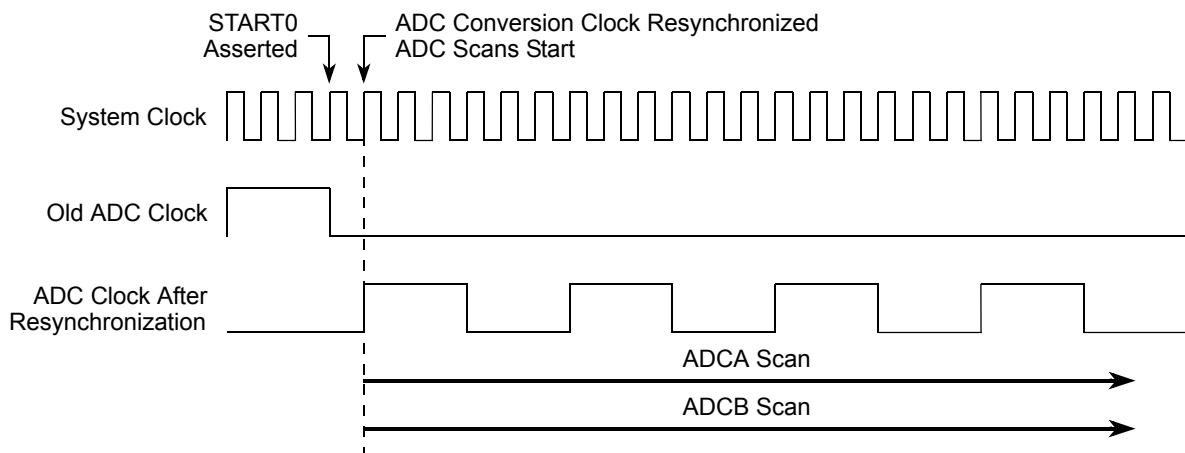 START0
Asserted
ADC Conversion Clock Resynchronized
ADC Scans Start
System Clock
Old ADC Clock
ADC Clock After
Resynchronization
ADCA Scan
ADCB Scan